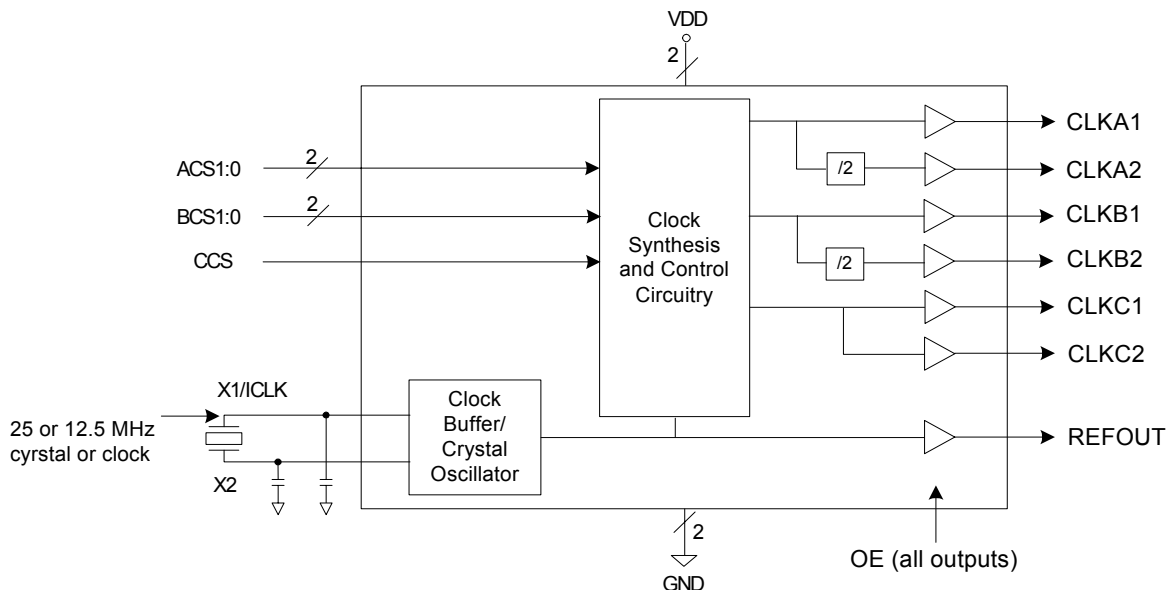 VDD
2
CLKA1
ACS1:0
2
/2
CLKA2
BCS1:0
2
CLKB1
Clock
Synthesis
and Control
Circuitry
CCS
/2
CLKB2
CLKC1
CLKC2
X1/ICLK
25 or 12.5 MHz
cyrstal or clock
X2
Clock
Buffer/
Crystal
Oscillator
REFOUT
2
GND
OE (all outputs)